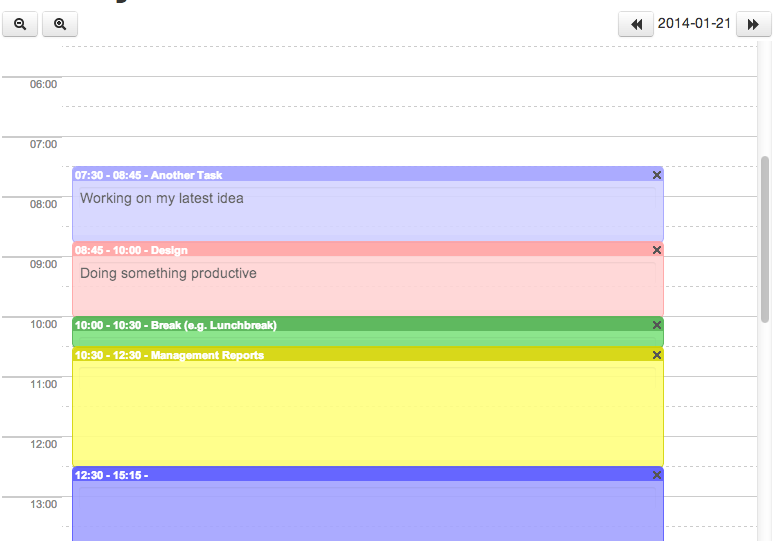 2014-01-21
06:00
07:00
07:30 - 08:45 - Another Task
Working on my latest idea
08:00
08:45 - 10:00 - Design
09:00
Doing something productive
10:00
10:00 - 10:30 - Break (e.g. Lunchbreak)
10:30 - 12:30 - Management Reports
11:00
12:00
12:30 - 15:15 -
13:00